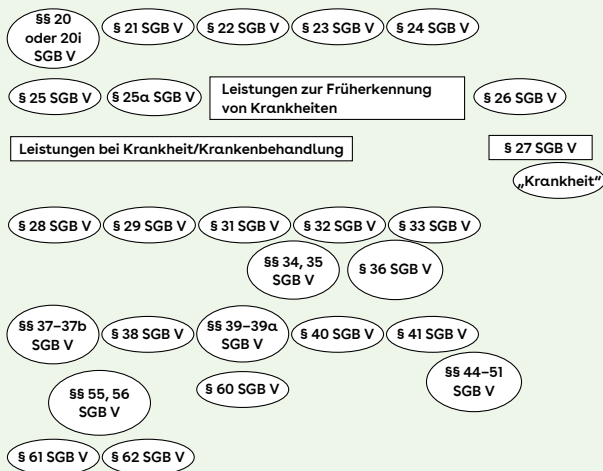 §§ 20
oder 20i
SGB V
§ 21 SGB V
§ 22 SGB V
§ 23 SGB V
§ 24 SGB V
§ 25 SGB V
§ 25a SGB V
Leistungen zur Früherkennung
von Krankheiten
§ 26 SGB V
Leistungen bei Krankheit/Krankenbehandlung
§ 27 SGB V
„Krankheit“
§ 28 SGB V
§ 29 SGB V
§ 31 SGB V
§ 32 SGB V
§ 33 SGB V
§§ 34, 35
SGB V
§ 36 SGB V
§§ 37–37b
SGB V
§ 38 SGB V
§§ 39–39a
SGB V
§ 40 SGB V
§ 41 SGB V
§§ 44–51
SGB V
§§ 55, 56
SGB V
§ 60 SGB V
§ 61 SGB V
§ 62 SGB V